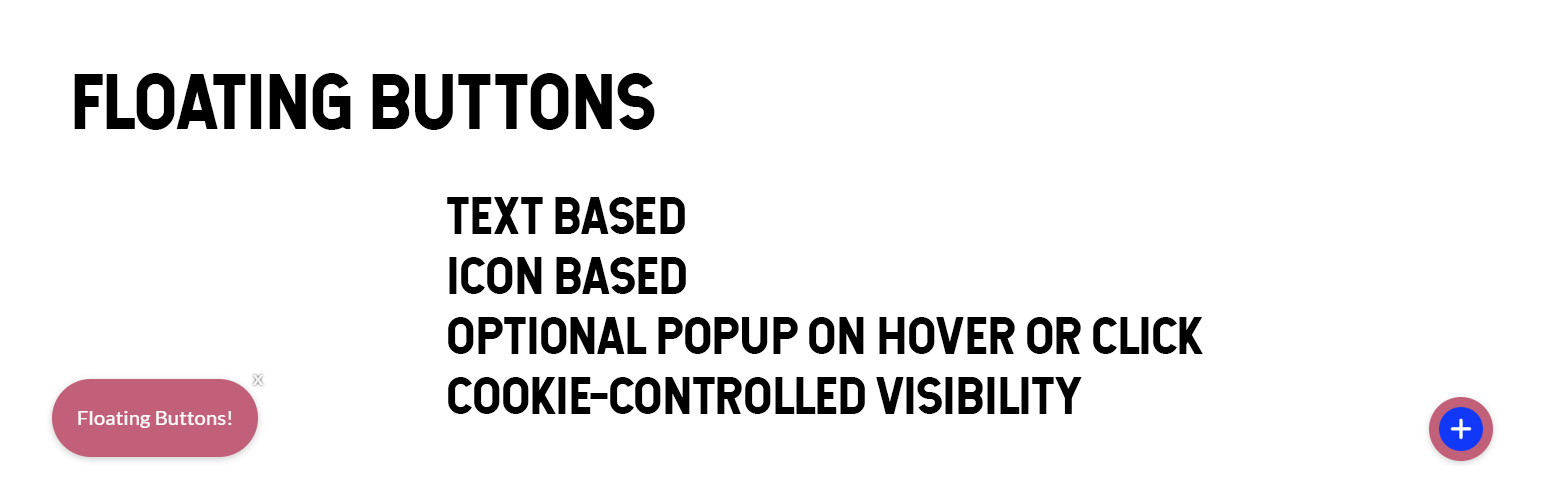 FLOATING BUTTONS
TEXT BASED
ICON BASED
OPTIONAL POPUP ON HOVER OR CLICK
COOKIE-CONTROLLED VISIBILITY
x
Floating Buttons!
+